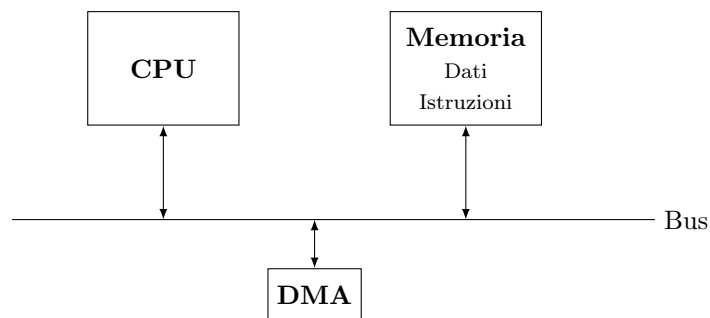 CPU
Memoria
Dati
Istruzioni
Bus
DMA